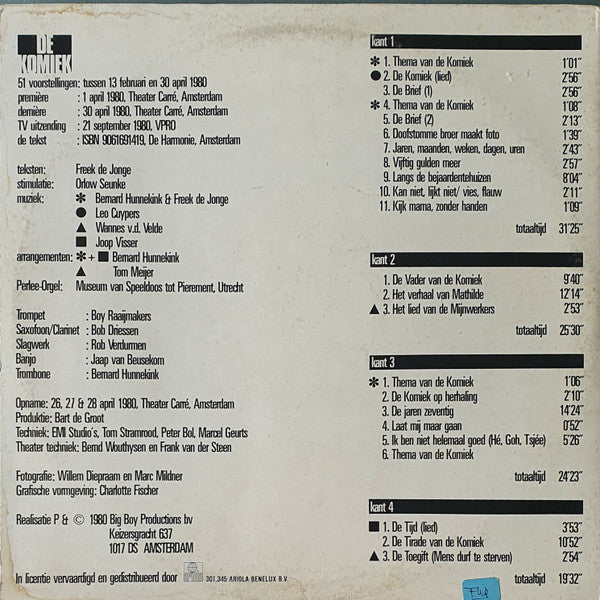 DE
KOMIEK
51 voorstellingen: tussen 13 februari en 30 april 1980
première : 1 april 1980, Theater Carré, Amsterdam
dernière : 30 april 1980, Theater Carré, Amsterdam
TV uitzending : 21 september 1980, VPRO
de tekst : ISBN 9061691419, De Harmonie, Amsterdam
teksten: Freek de Jonge
stimulatie: Orlow Seunke
muziek: ✻ Bernard Hunnekink & Freek de Jonge
● Leo Cuypers
▲ Wannes v.d. Velde
■ Joop Visser
arrangementen: ✻ + ■ Bernard Hunnekink
▲ Tom Meijer
Perlee-Orgel: Museum van Speeldoos tot Pierement, Utrecht
Trompet : Boy Raaijmakers
Saxofoon/Clarinet : Bob Driessen
Slagwerk : Rob Verdurmen
Banjo : Jaap van Beusekom
Trombone : Bernard Hunnekink
Opname: 26, 27 & 28 april 1980, Theater Carré, Amsterdam
Produktie: Bart de Groot
Techniek: EMI Studio's, Tom Stramrood, Peter Bol, Marcel Geurts
Theater techniek: Bernd Wouthysen en Frank van der Steen
Fotografie: Willem Diepraam en Marc Mildner
Grafische vormgeving: Charlotte Fischer
Realisatie P & © 1980 Big Boy Productions bv
Keizersgracht 637
1017 DS AMSTERDAM
In licentie vervaardigd en gedistribueerd door 301.345 ARIOLA BENELUX B.V.
kant 1
✻ 1. Thema van de Komiek 1'01"
● 2. De Komiek (lied) 2'56"
3. De Brief (1) 2'56"
✻ 4. Thema van de Komiek 1'08"
5. De Brief (2) 2'13"
6. Doofstomme broer maakt foto 1'39"
7. Jaren, maanden, weken, dagen, uren 2'43"
8. Vijftig gulden meer 2'57"
9. Langs de bejaardentehuizen 8'04"
10. Kan niet, lijkt niet/ vies, flauw 2'11"
11. Kijk mama, zonder handen 1'09"
totaaltijd 31'25"
kant 2
1. De Vader van de Komiek 9'40"
2. Het verhaal van Mathilde 12'14"
▲ 3. Het lied van de Mijnwerkers 2'53"
totaaltijd 25'30"
kant 3
✻ 1. Thema van de Komiek 1'06"
2. De Komiek op herhaling 2'10"
3. De jaren zeventig 14'24"
4. Laat mij maar gaan 0'52"
5. Ik ben niet helemaal goed (Hé, Goh, Tsjée) 5'26"
6. Thema van de Komiek
totaaltijd 24'23"
kant 4
■ 1. De Tijd (lied) 3'53"
2. De Tirade van de Komiek 10'52"
▲ 3. De Toegift (Mens durf te sterven) 2'54"
totaaltijd 19'32"